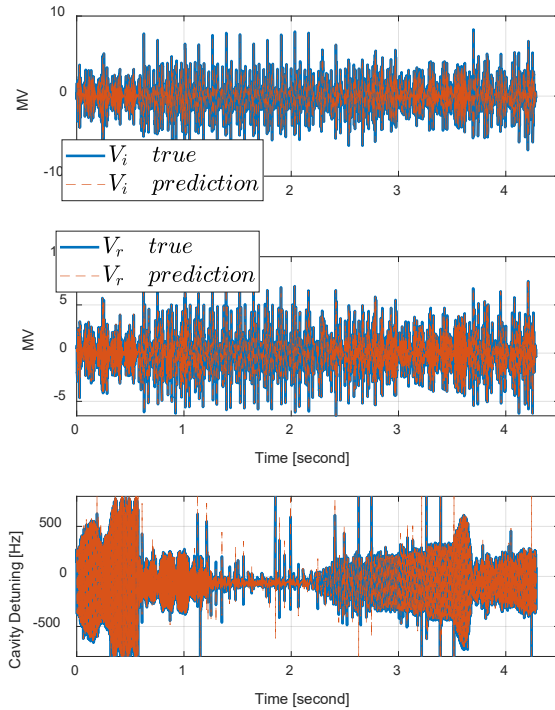 10
MV
0
-10
V_i true
V_i prediction
2 3 4
V_r true
V_r prediction
5
MV
0
-5
0 1 2 3 4
Time [second]
500
Cavity Detuning [Hz]
0
-500
0 1 2 3 4
Time [second]